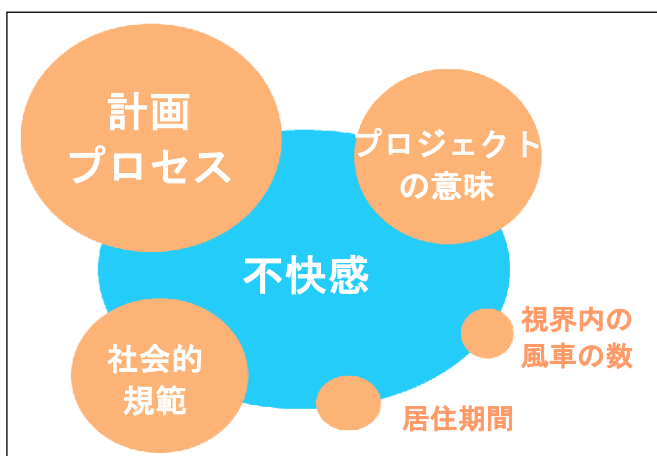 計画
プロセス
プロジェクト
の意味
不快感
視界内の
風車の数
社会的
規範
居住期間